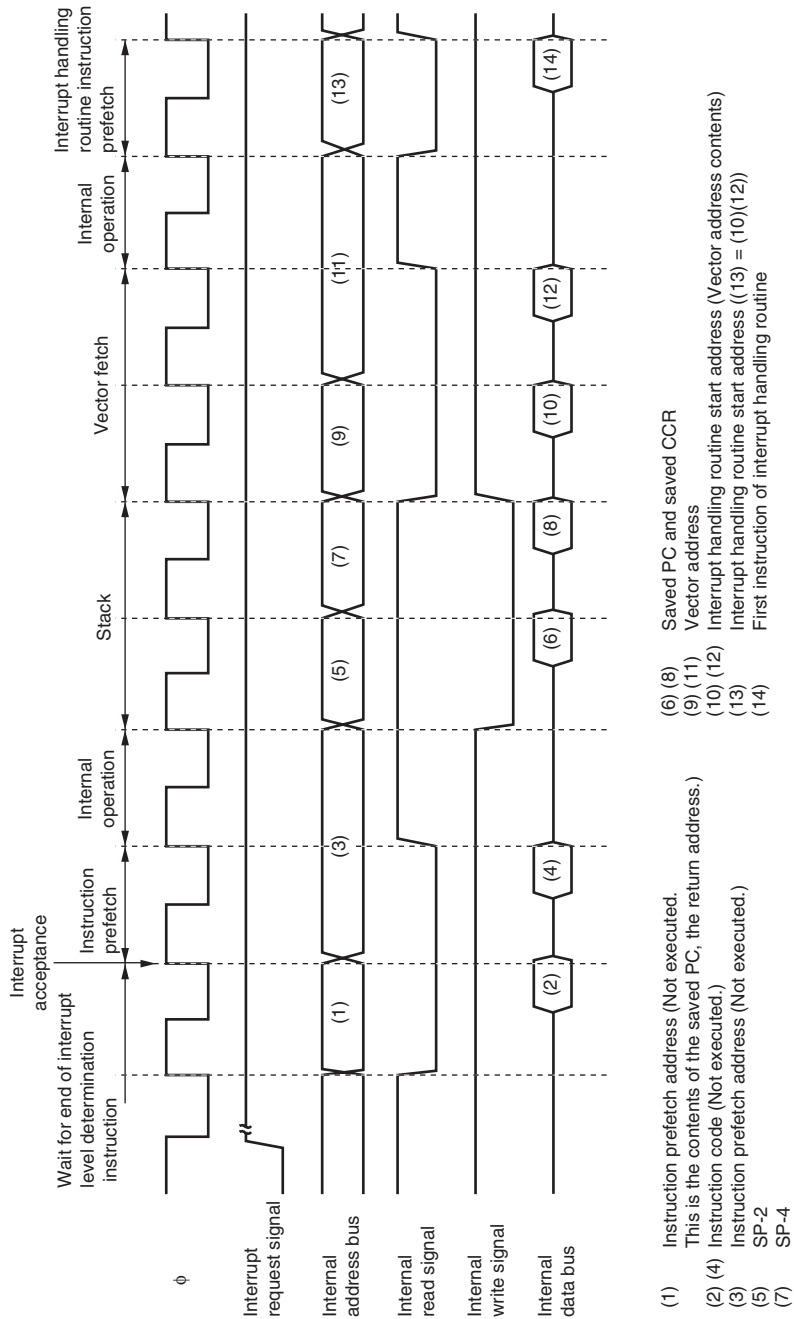 Interrupt
acceptance
Wait for end of interrupt
level determination
instruction
Instruction
prefetch
Internal
operation
Stack
Vector fetch
Internal
operation
Interrupt handling
routine instruction
prefetch
φ
Interrupt
request signal
Internal
address bus
(1)
(3)
(5)
(7)
(9)
(11)
(13)
Internal
read signal
Internal
write signal
Internal
data bus
(2)
(4)
(6)
(8)
(10)
(12)
(14)
(1) Instruction prefetch address (Not executed.
This is the contents of the saved PC, the return address.)
(2) (4) Instruction code (Not executed.)
(3) Instruction prefetch address (Not executed.)
(5) SP-2
(7) SP-4
(6) (8) Saved PC and saved CCR
(9) (11) Vector address
(10) (12) Interrupt handling routine start address (Vector address contents)
(13) Interrupt handling routine start address ((13) = (10)(12))
(14) First instruction of interrupt handling routine